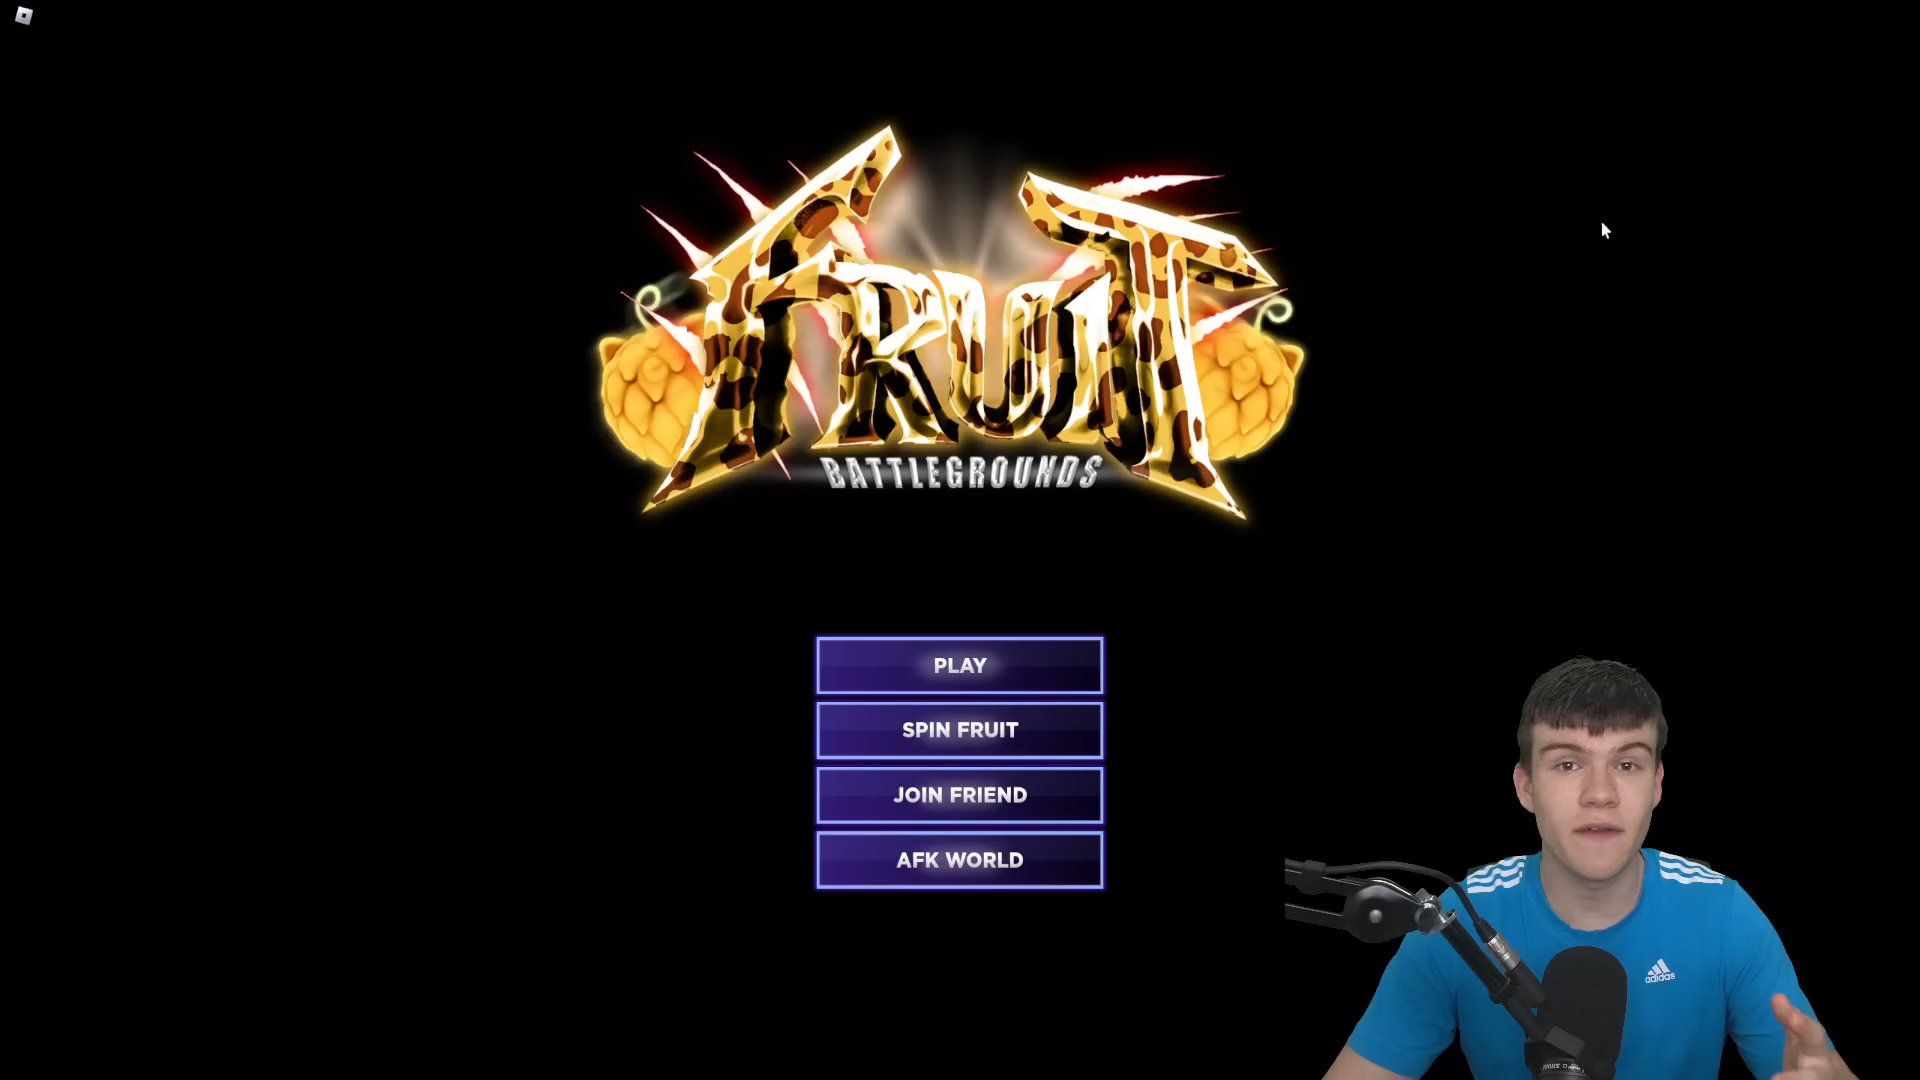 FRUIT
BATTLEGROUNDS
PLAY
SPIN FRUIT
JOIN FRIEND
AFK WORLD
adidas